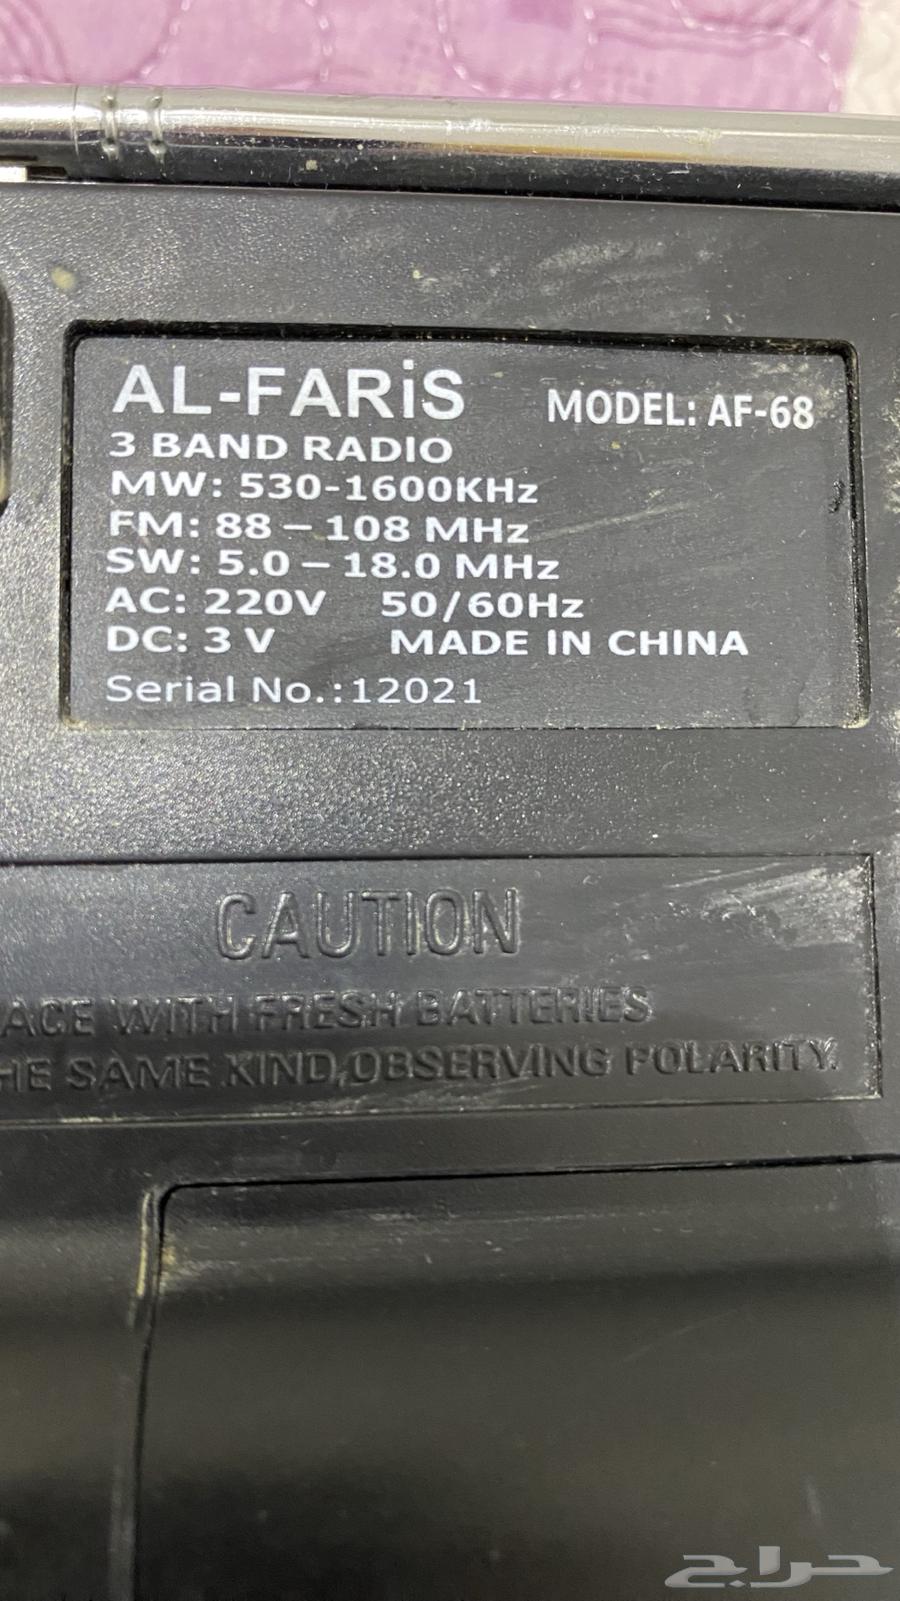 AL-FARiS MODEL: AF-68
3 BAND RADIO
MW: 530-1600KHz
FM: 88 – 108 MHz
SW: 5.0 – 18.0 MHz
AC: 220V 50/60Hz
DC: 3 V MADE IN CHINA
Serial No.:12021
CAUTION
WITH FRESH BATTERIES
SAME KIND,OBSERVING POLARITY.
حراج